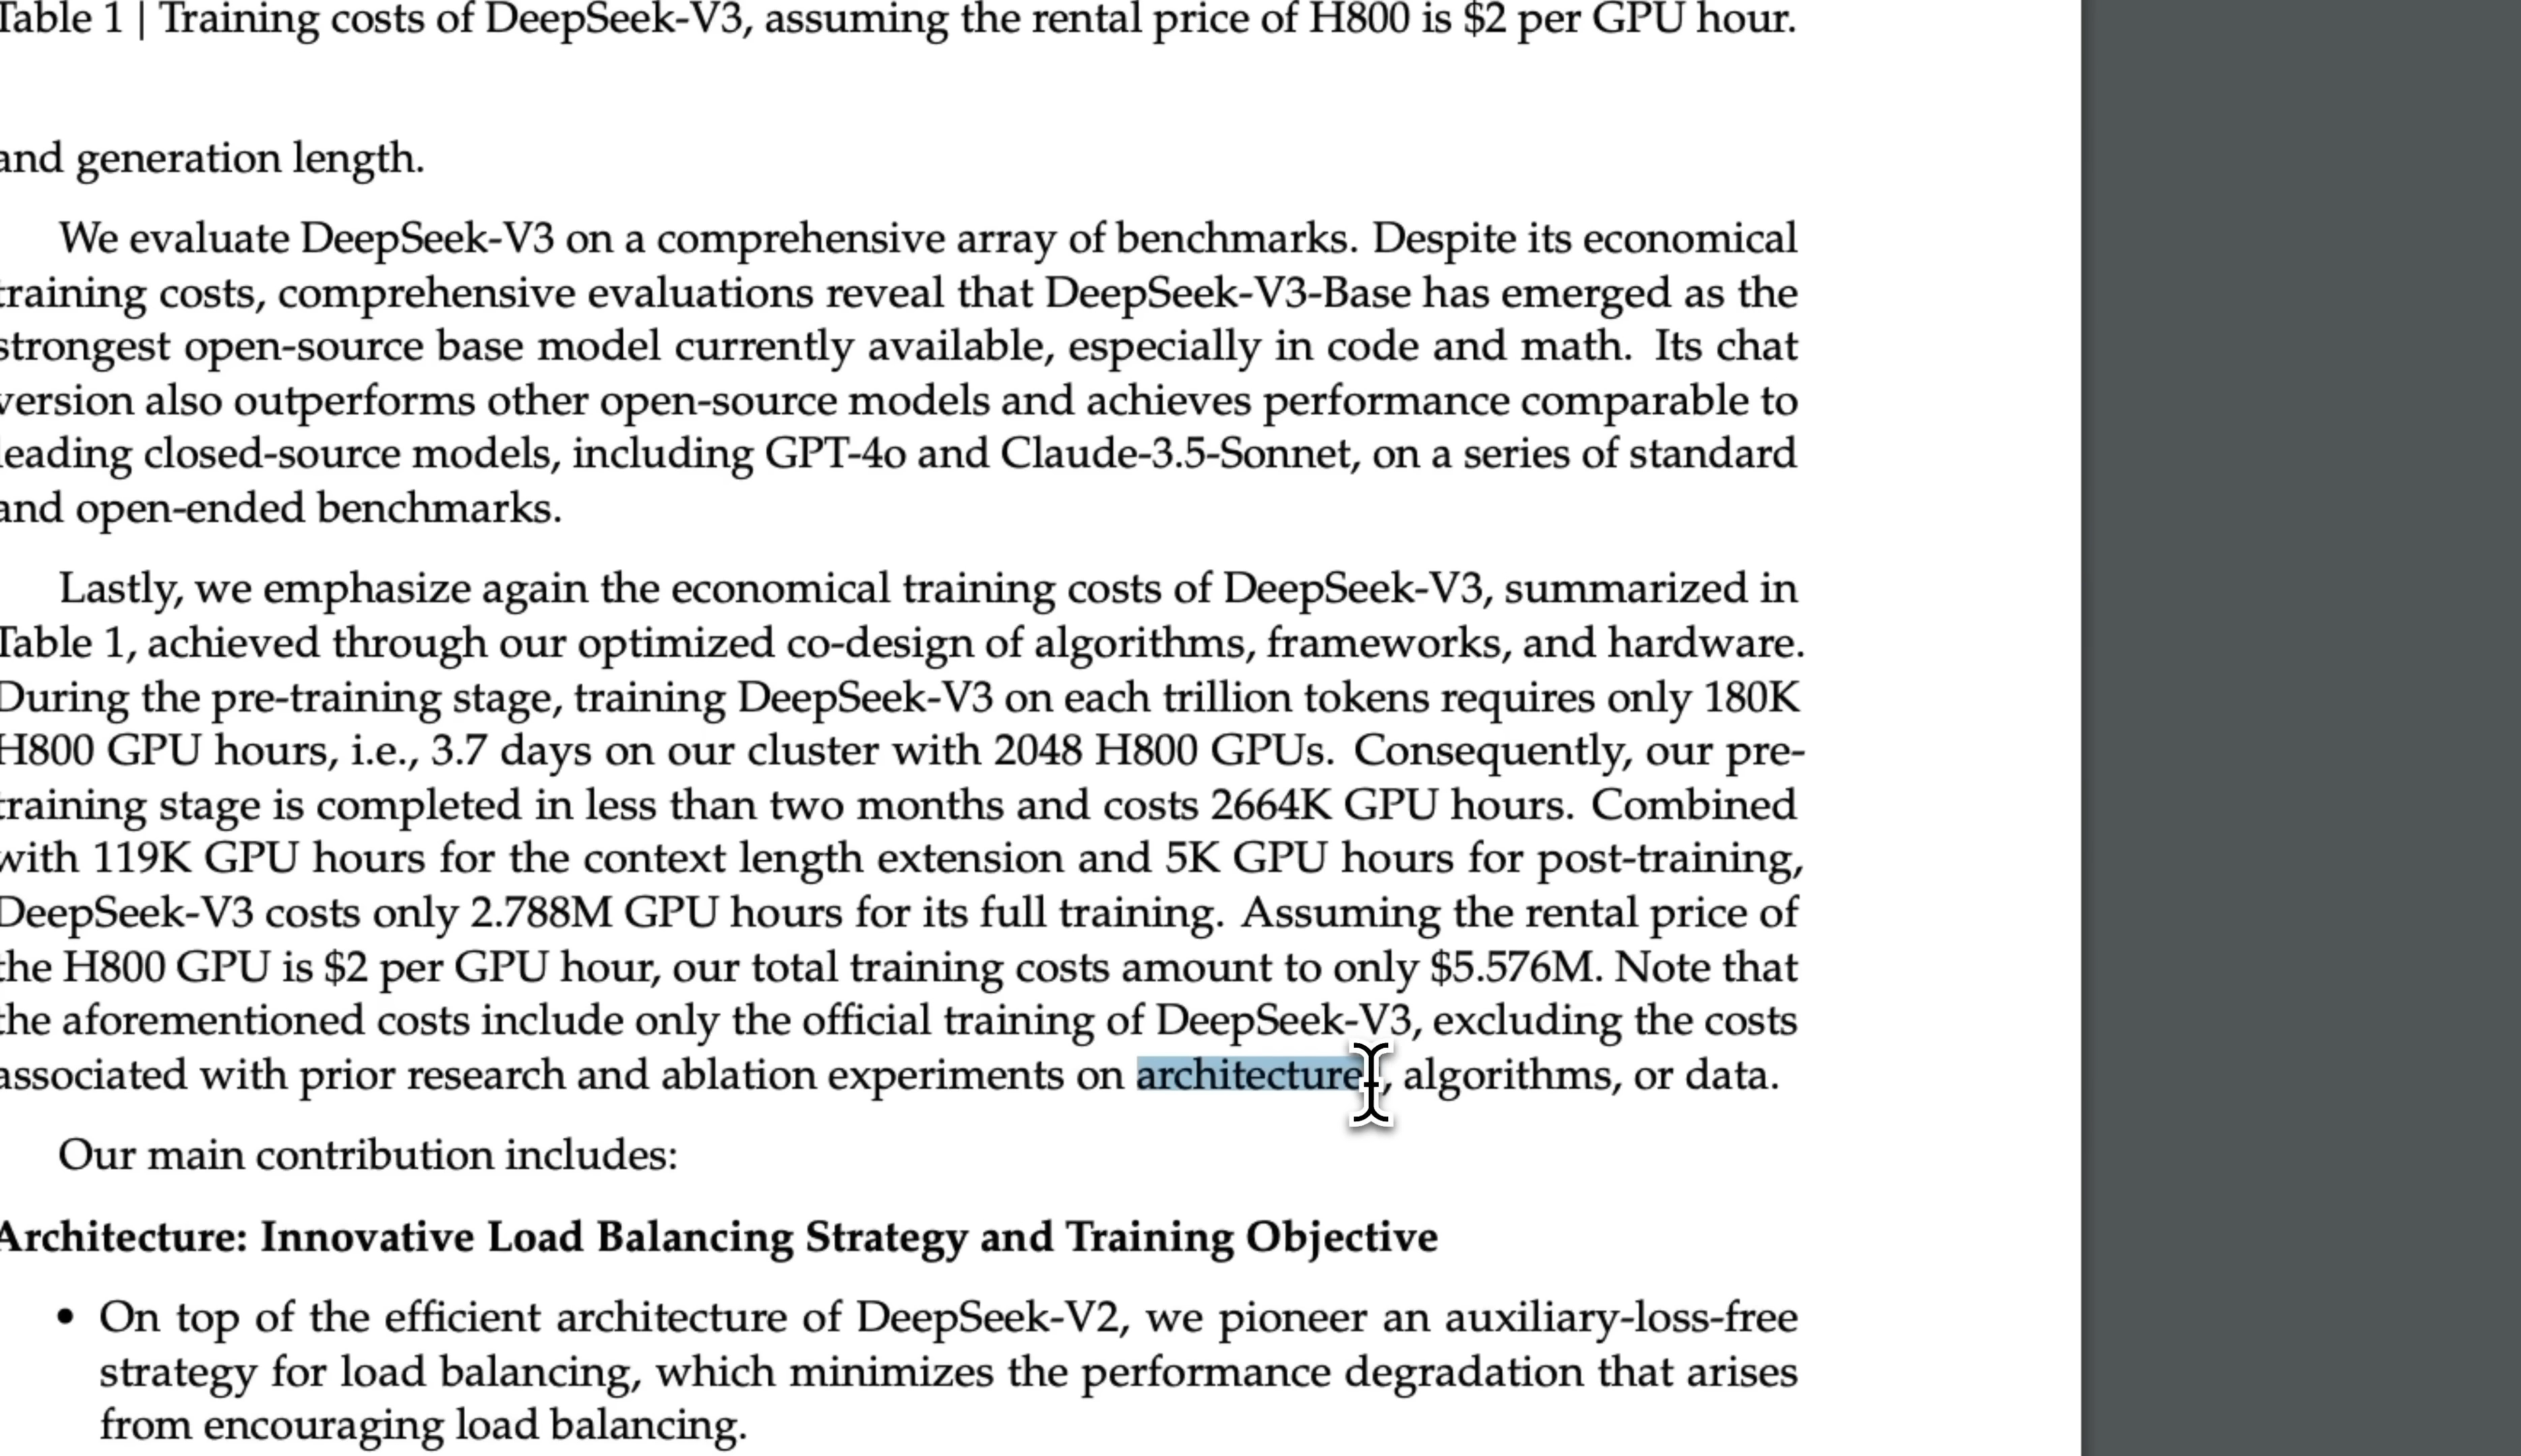 Table 1 | Training costs of DeepSeek-V3, assuming the rental price of H800 is $2 per GPU hour.
and generation length.
We evaluate DeepSeek-V3 on a comprehensive array of benchmarks. Despite its economical
training costs, comprehensive evaluations reveal that DeepSeek-V3-Base has emerged as the
strongest open-source base model currently available, especially in code and math. Its chat
version also outperforms other open-source models and achieves performance comparable to
leading closed-source models, including GPT-4o and Claude-3.5-Sonnet, on a series of standard
and open-ended benchmarks.
Lastly, we emphasize again the economical training costs of DeepSeek-V3, summarized in
Table 1, achieved through our optimized co-design of algorithms, frameworks, and hardware.
During the pre-training stage, training DeepSeek-V3 on each trillion tokens requires only 180K
H800 GPU hours, i.e., 3.7 days on our cluster with 2048 H800 GPUs. Consequently, our pre-
training stage is completed in less than two months and costs 2664K GPU hours. Combined
with 119K GPU hours for the context length extension and 5K GPU hours for post-training,
DeepSeek-V3 costs only 2.788M GPU hours for its full training. Assuming the rental price of
the H800 GPU is $2 per GPU hour, our total training costs amount to only $5.576M. Note that
the aforementioned costs include only the official training of DeepSeek-V3, excluding the costs
associated with prior research and ablation experiments on architectures, algorithms, or data.
Our main contribution includes:
Architecture: Innovative Load Balancing Strategy and Training Objective
• On top of the efficient architecture of DeepSeek-V2, we pioneer an auxiliary-loss-free
strategy for load balancing, which minimizes the performance degradation that arises
from encouraging load balancing.